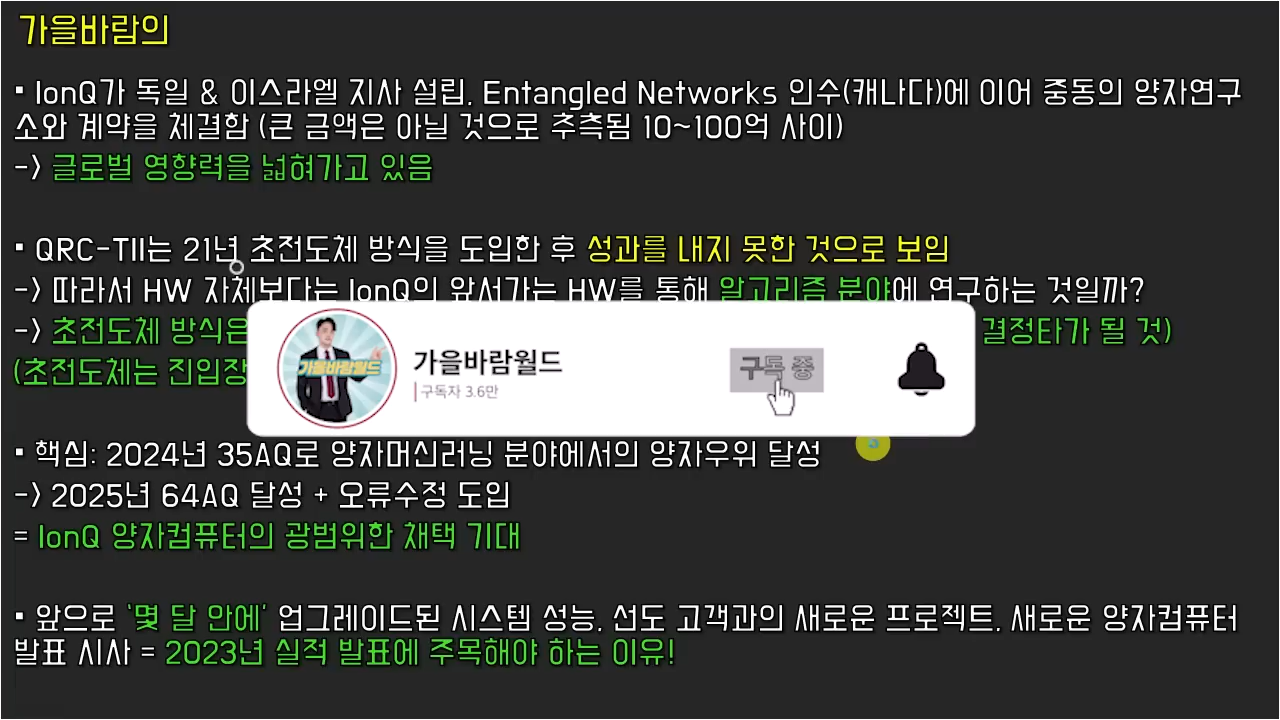 가을바람의
▪ IonQ가 독일 & 이스라엘 지사 설립, Entangled Networks 인수(캐나다)에 이어 중동의 양자연구
소와 계약을 체결함 (큰 금액은 아닐 것으로 추측됨 10~100억 사이)
-> 글로벌 영향력을 넓혀가고 있음
▪ QRC-TII는 21년 초전도체 방식을 도입한 후 성과를 내지 못한 것으로 보임
-> 따라서 HW 자체보다는 IonQ의 앞서가는 HW를 통해 알고리즘 분야에 연구하는 것일까?
-> 초전도체 방식은 결정타가 될 것)
(초전도체는 진입장
가을바람월드
가을바람월드
구독자 3.6만
구독 중
▪ 핵심: 2024년 35AQ로 양자머신러닝 분야에서의 양자우위 달성
-> 2025년 64AQ 달성 + 오류수정 도입
= IonQ 양자컴퓨터의 광범위한 채택 기대
▪ 앞으로 '몇 달 안에' 업그레이드된 시스템 성능, 선도 고객과의 새로운 프로젝트, 새로운 양자컴퓨터
발표 시사 = 2023년 실적 발표에 주목해야 하는 이유!